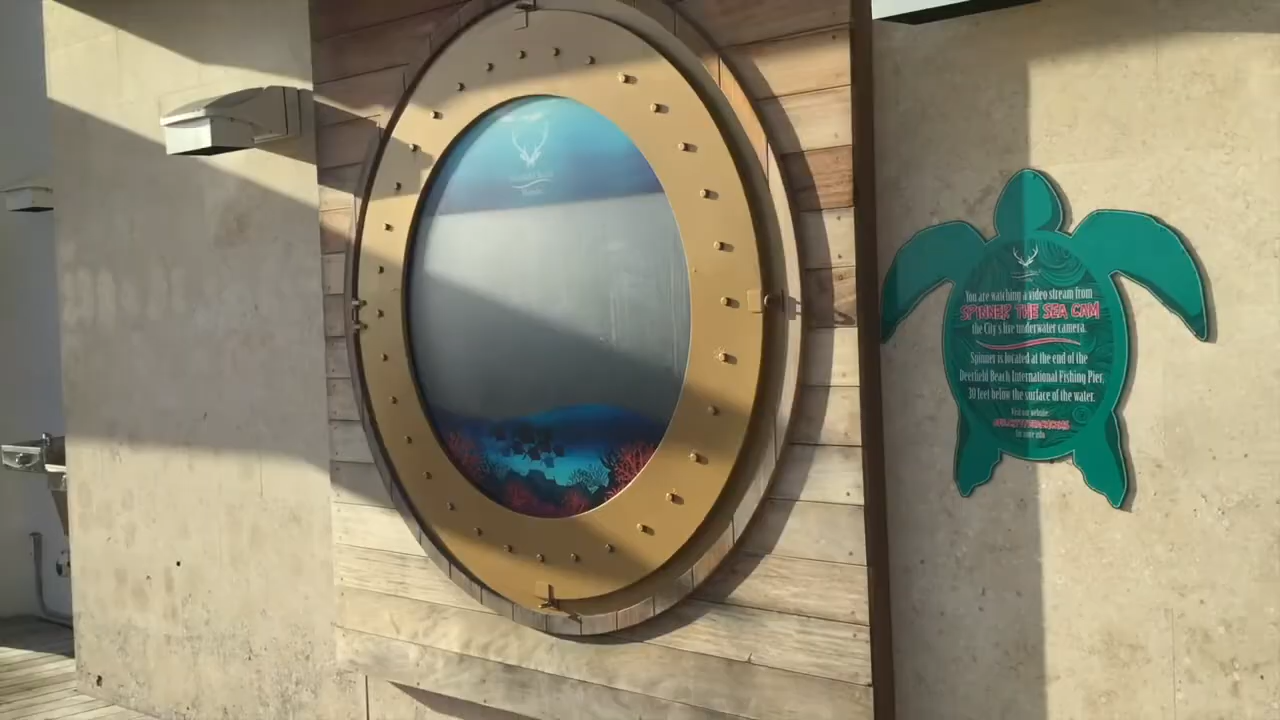 You are watching a video stream from
SPINNER THE SEA CAM
the City's live underwater camera.
Spinner is located at the end of the
Deerfield Beach International Fishing Pier,
30 feet below the surface of the water.
Visit our website:
for more info